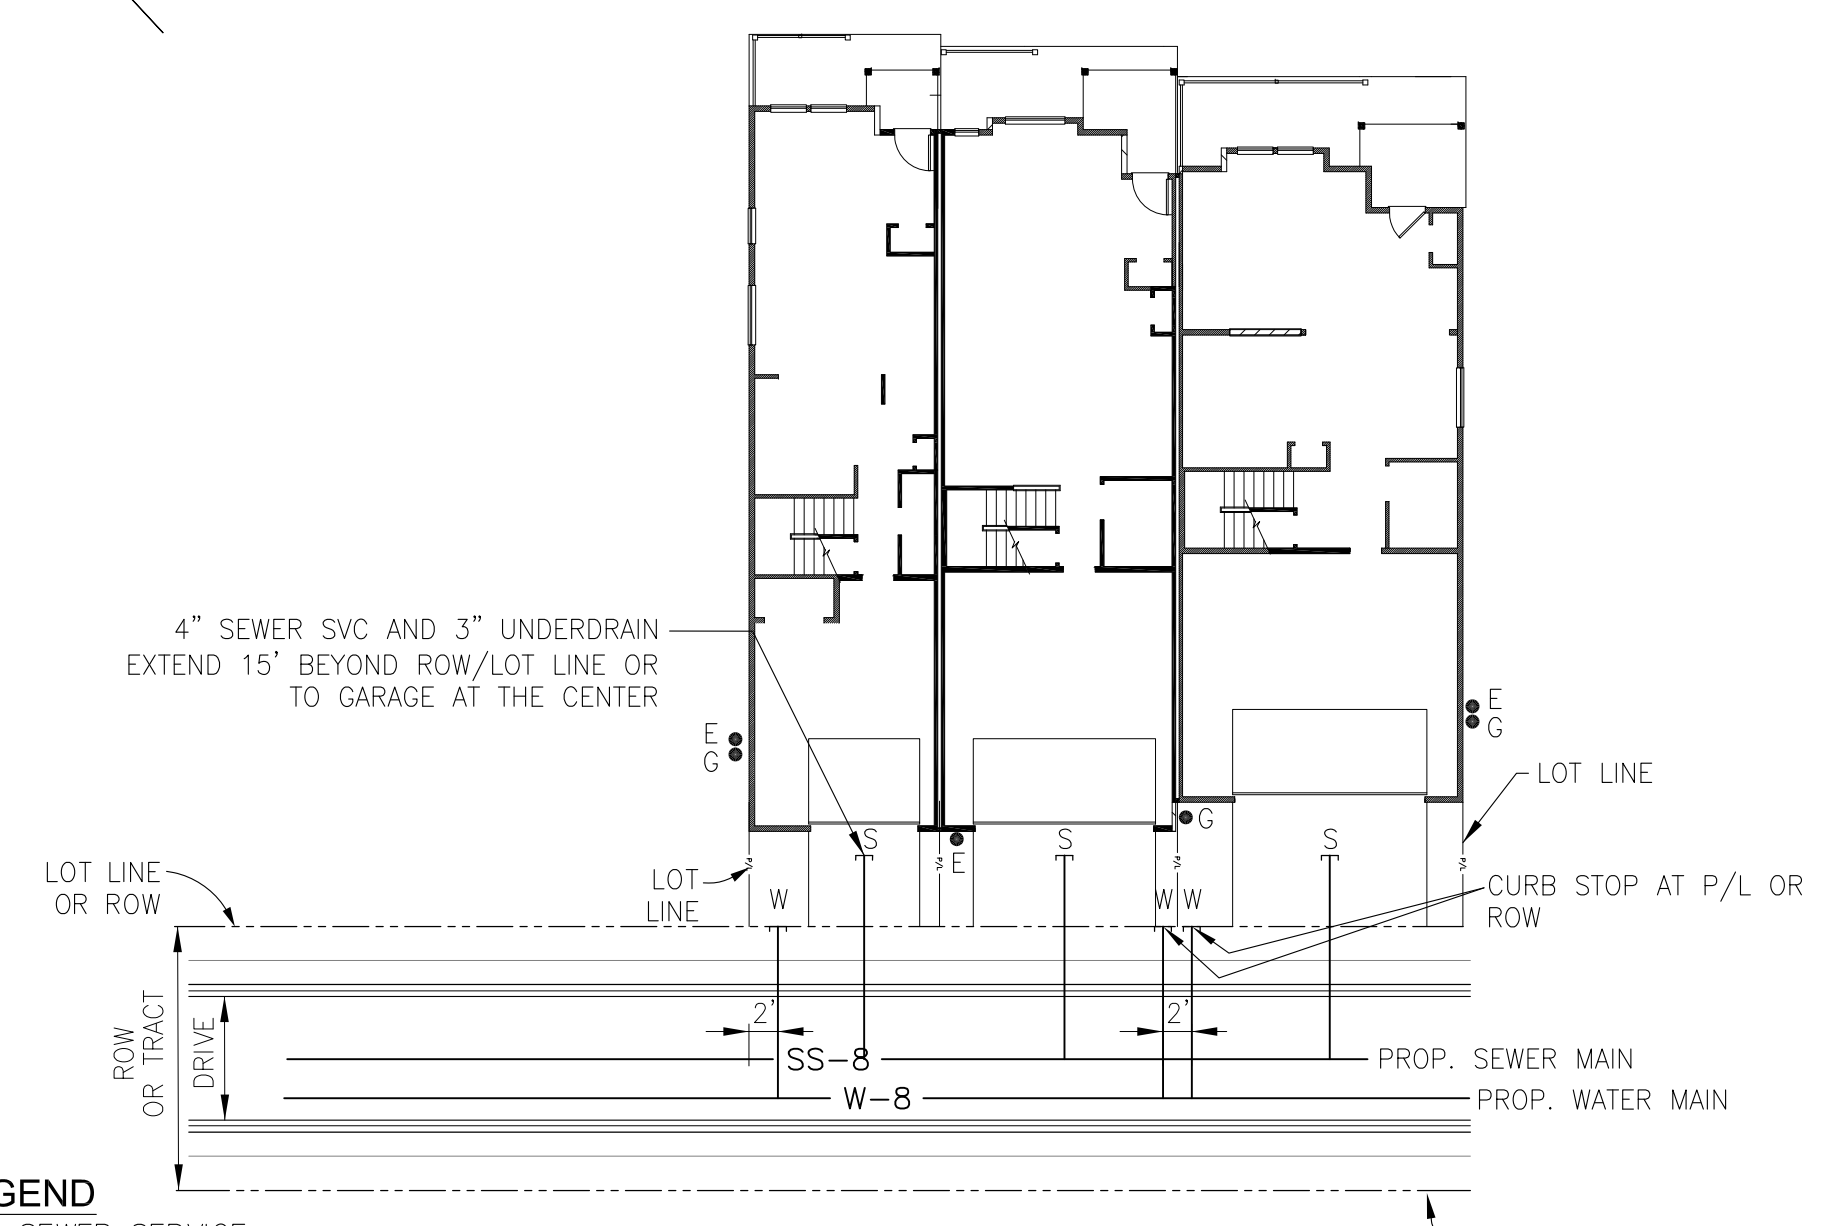 4” SEWER SVC AND 3” UNDERDRAIN
EXTEND 15' BEYOND ROW/LOT LINE OR
TO GARAGE AT THE CENTER
E
G
E
G
LOT LINE
G
S
S
S
E
P/L
P/L
P/L
P/L
LOT LINE
OR ROW
LOT
LINE
W
W
W
CURB STOP AT P/L OR
ROW
ROW
OR TRACT
DRIVE
2'
2'
SS-8
PROP. SEWER MAIN
W-8
PROP. WATER MAIN
GEND